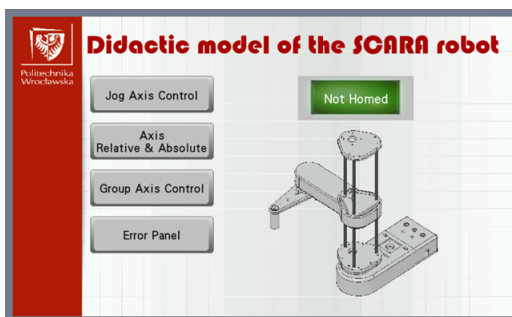 Didactic model of the SCARA robot
Politechnika
Wrocławska
Jog Axis Control
Not Homed
Axis
Relative & Absolute
Group Axis Control
Error Panel